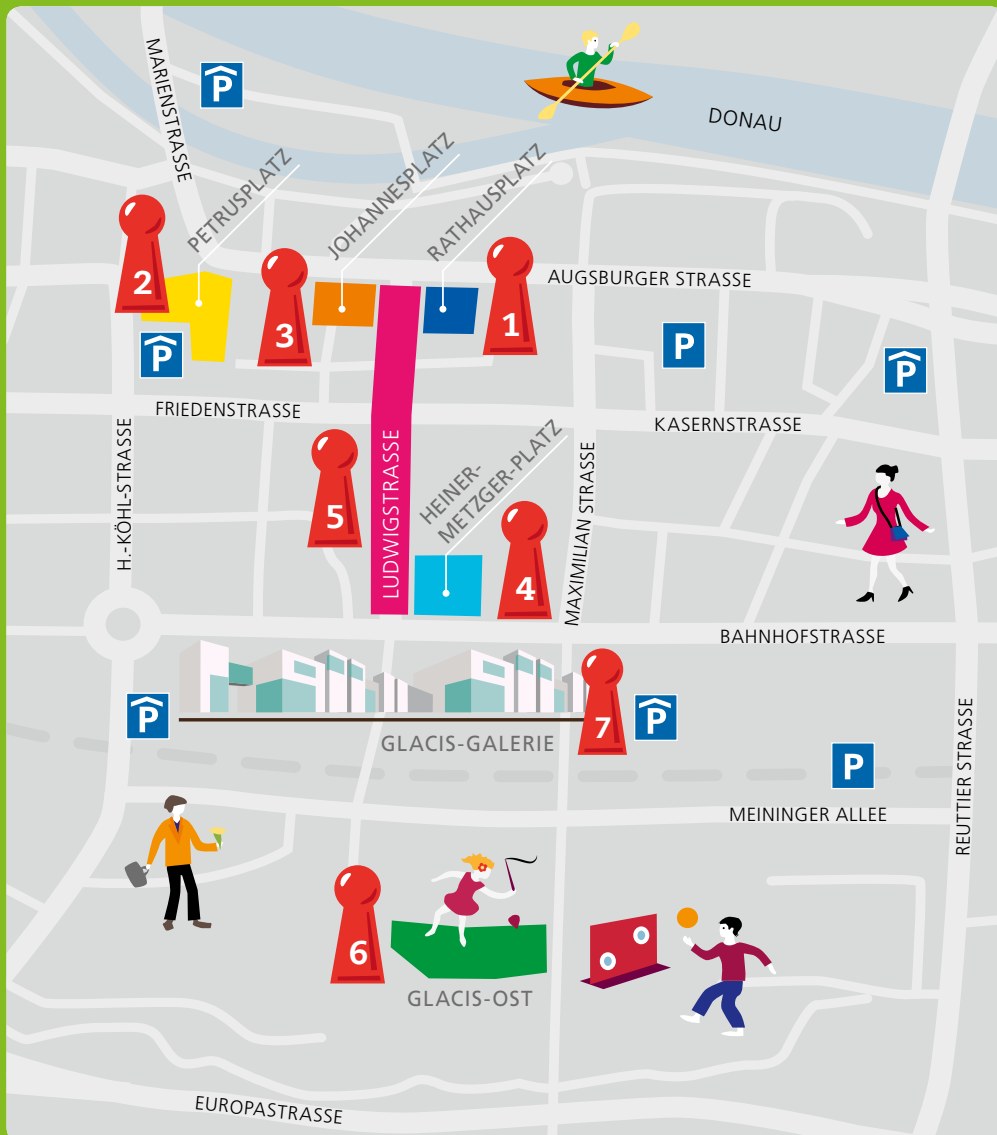 MARIENSTRASSE
P
DONAU
PETRUSPLATZ
JOHANNESPLATZ
RATHAUSPLATZ
2
3
1
AUGSBURGER STRASSE
P
P
P
FRIEDENSTRASSE
KASERNSTRASSE
H.-KÖHL-STRASSE
5
LUDWIGSTRASSE
HEINER-
METZGER-PLATZ
4
MAXIMILIAN STRASSE
BAHNHOFSTRASSE
P
GLACIS-GALERIE
7
P
P
REUTTIER STRASSE
MEININGER ALLEE
6
GLACIS-OST
EUROPASTRASSE